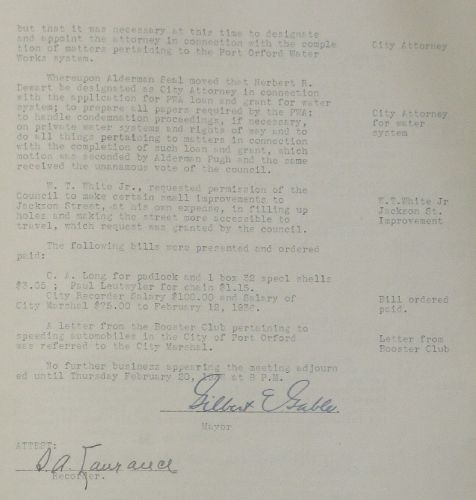 but that it was necessary at this time to designate
and appoint the attorney in connection with the comple
tion of matters pertaining to the Port Orford Water
Works system.
City Attorney
Whereupon Alderman Seal moved that Herbert R.
Dewart be designated as City Attorney in connection
with the application for PWA loan and grant for water
system; to prepare all papers required by the PWA;
to handle condemnation proceedings, if necessary,
on private water systems and rights of way and to
do all things pertaining to matters in connection
with the completion of such loan and grant, which
motion was seconded by Alderman Pugh and the same
received the unanamous vote of the council.
City Attorney
for water
system
W. T. White Jr., requested permission of the
Council to make certain small improvements to
Jackson Street, at his own expense, in filling up
holes and making the street more accessible to
travel, which request was granted by the council.
W.T.White Jr
Jackson St.
Improvement
The following bills were presented and ordered
paid:
C. A. Long for padlock and 1 box 32 specl shells
$3.05 ; Paul Leutwyler for chain $1.15.
City Recorder Salary $100.00 and Salary of
City Marshel $75.00 to February 12, 1936.
Bill ordered
paid.
A letter from the Booster Club pertaining to
speeding automobiles in the City of Port Orford
was referred to the City Marshal.
Letter from
Booster Club
No further business appearing the meeting adjourn
ed until Thursday February 20, at 8 P.M.
Gilbert E Gable.
Mayor
ATTEST:
Recorder.